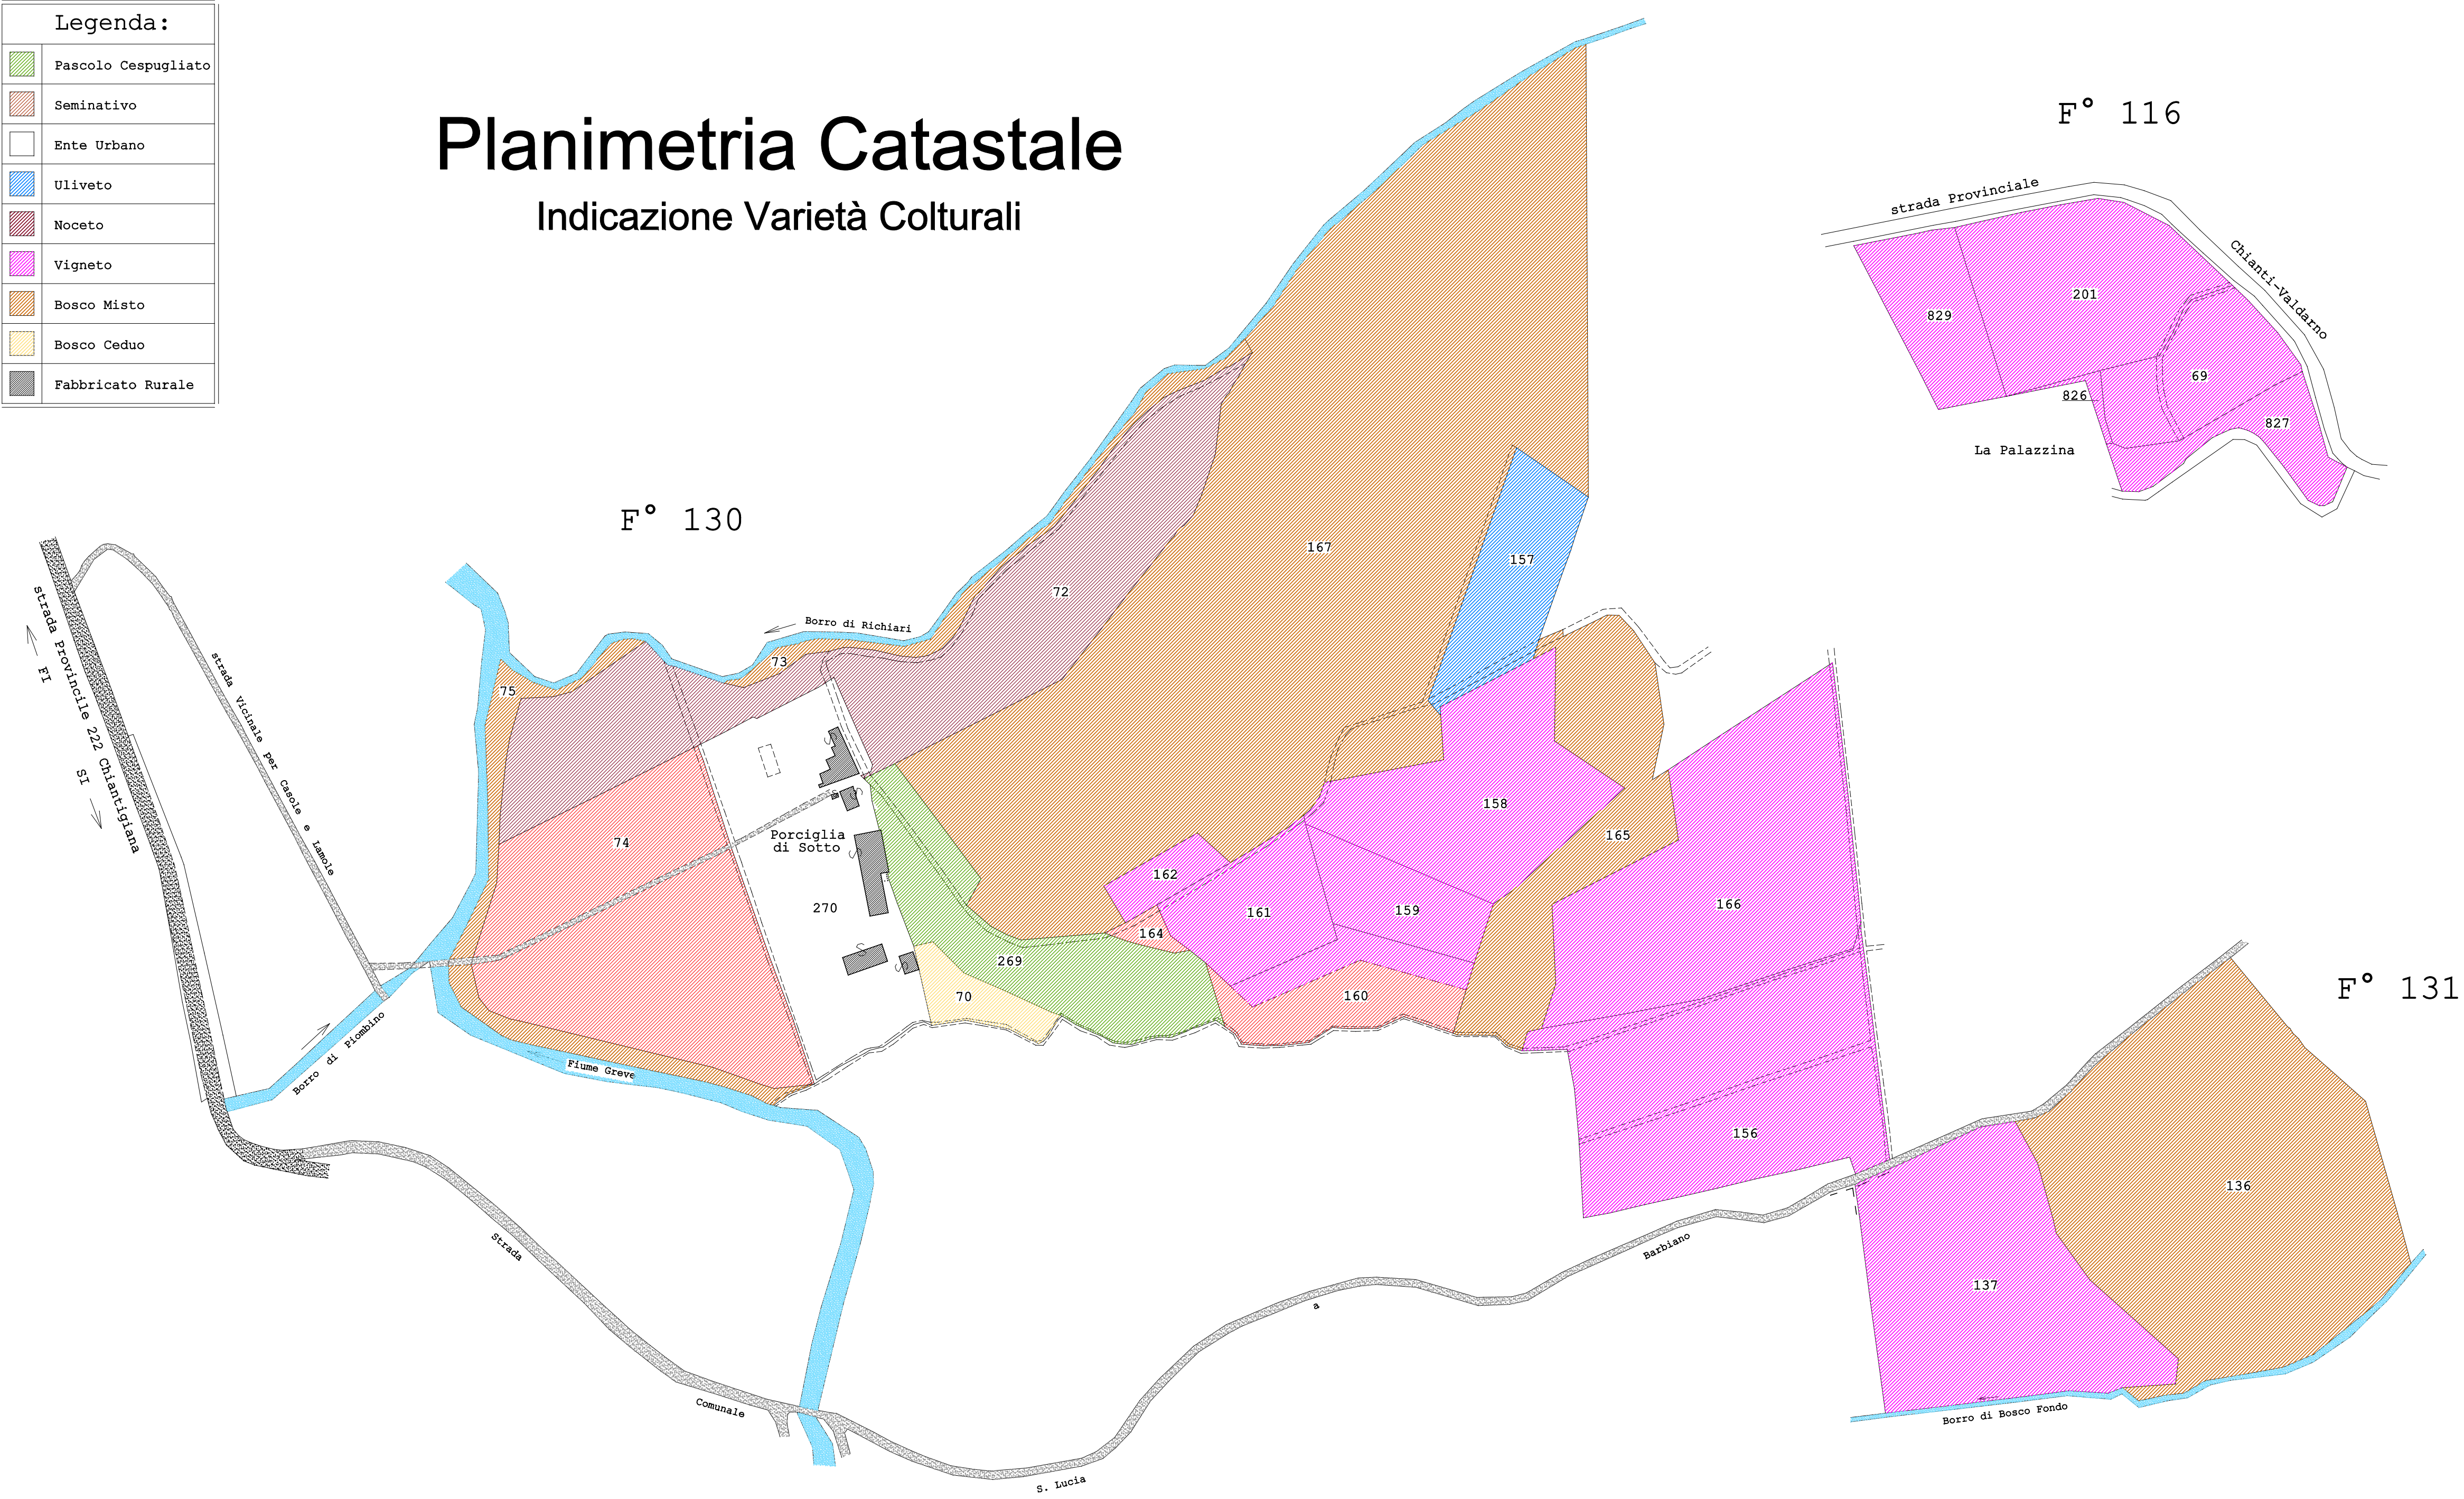 Legenda:
Pascolo Cespugliato
Seminativo
Ente Urbano
Uliveto
Noceto
Vigneto
Bosco Misto
Bosco Ceduo
Fabbricato Rurale
Planimetria Catastale
Indicazione Varietà Colturali
F° 116
strada Provinciale
Chianti-Valdarno
201
829
69
826
827
La Palazzina
F° 130
167
157
72
Borro di Richiari
73
75
strada Provincile 222 Chiantigiana
FI
SI
strada Vicinale per Casole e Lamole
74
Porciglia
di Sotto
270
158
165
162
161
159
166
164
269
70
160
F° 131
Borro di Piombino
Fiume Greve
156
136
137
Strada
Comunale
S. Lucia
a
Barbiano
Borro di Bosco Fondo